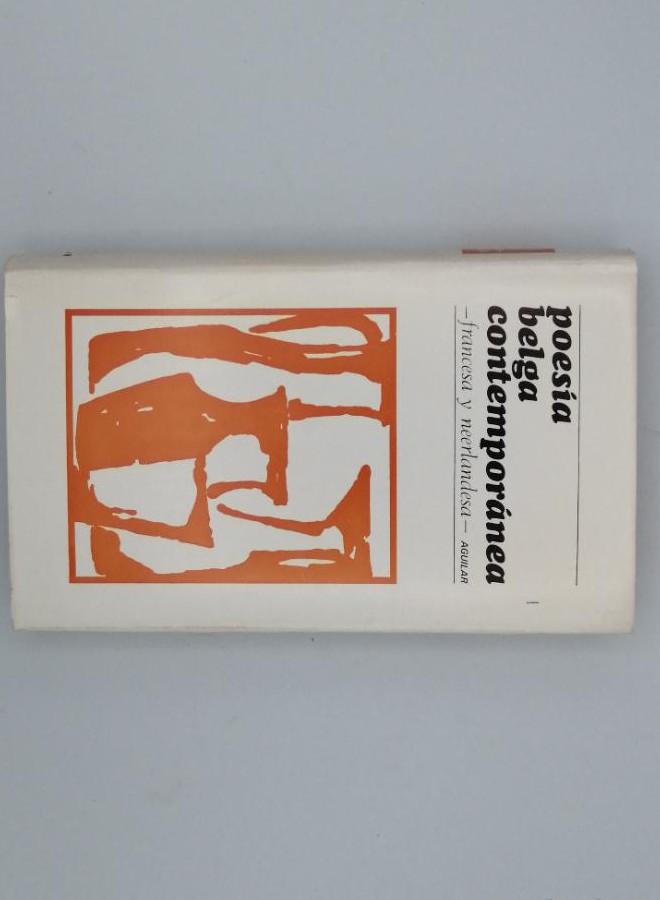 poesía
belga
contemporánea
–francesa y neerlandesa– AGUILAR